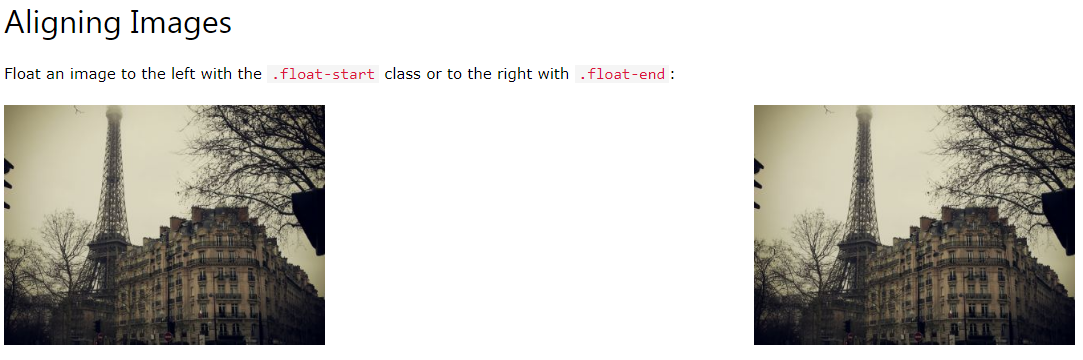 Aligning Images
Float an image to the left with the .float-start class or to the right with .float-end: